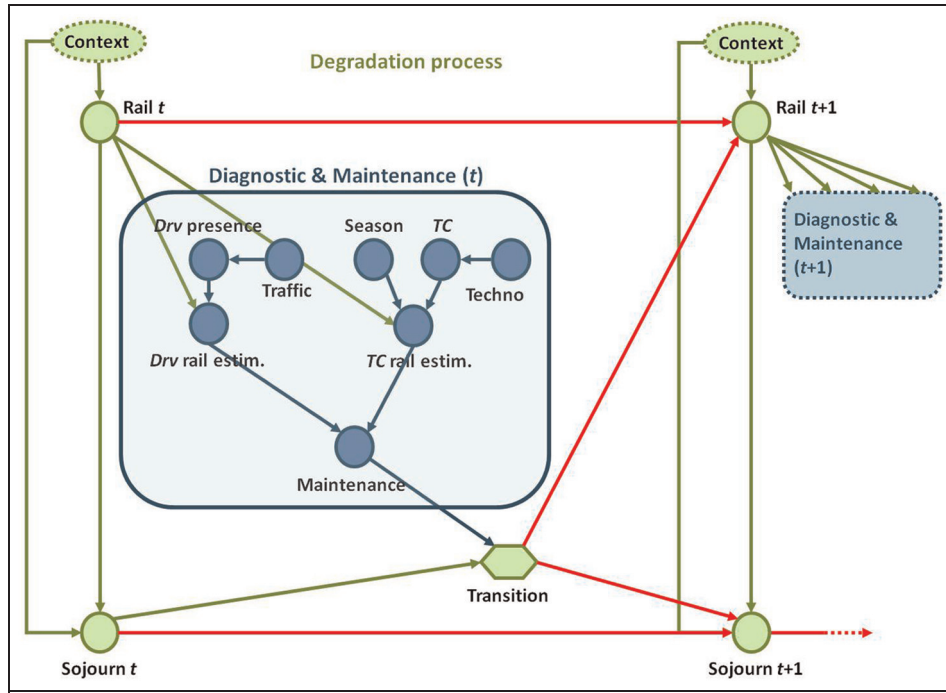 Context
Context
Degradation process
Rail t
Rail t+1
Diagnostic & Maintenance (t)
Drv presence
Season
TC
Diagnostic &
Maintenance
(t+1)
Traffic
Techno
Drv rail estim.
TC rail estim.
Maintenance
Transition
Sojourn t
Sojourn t+1